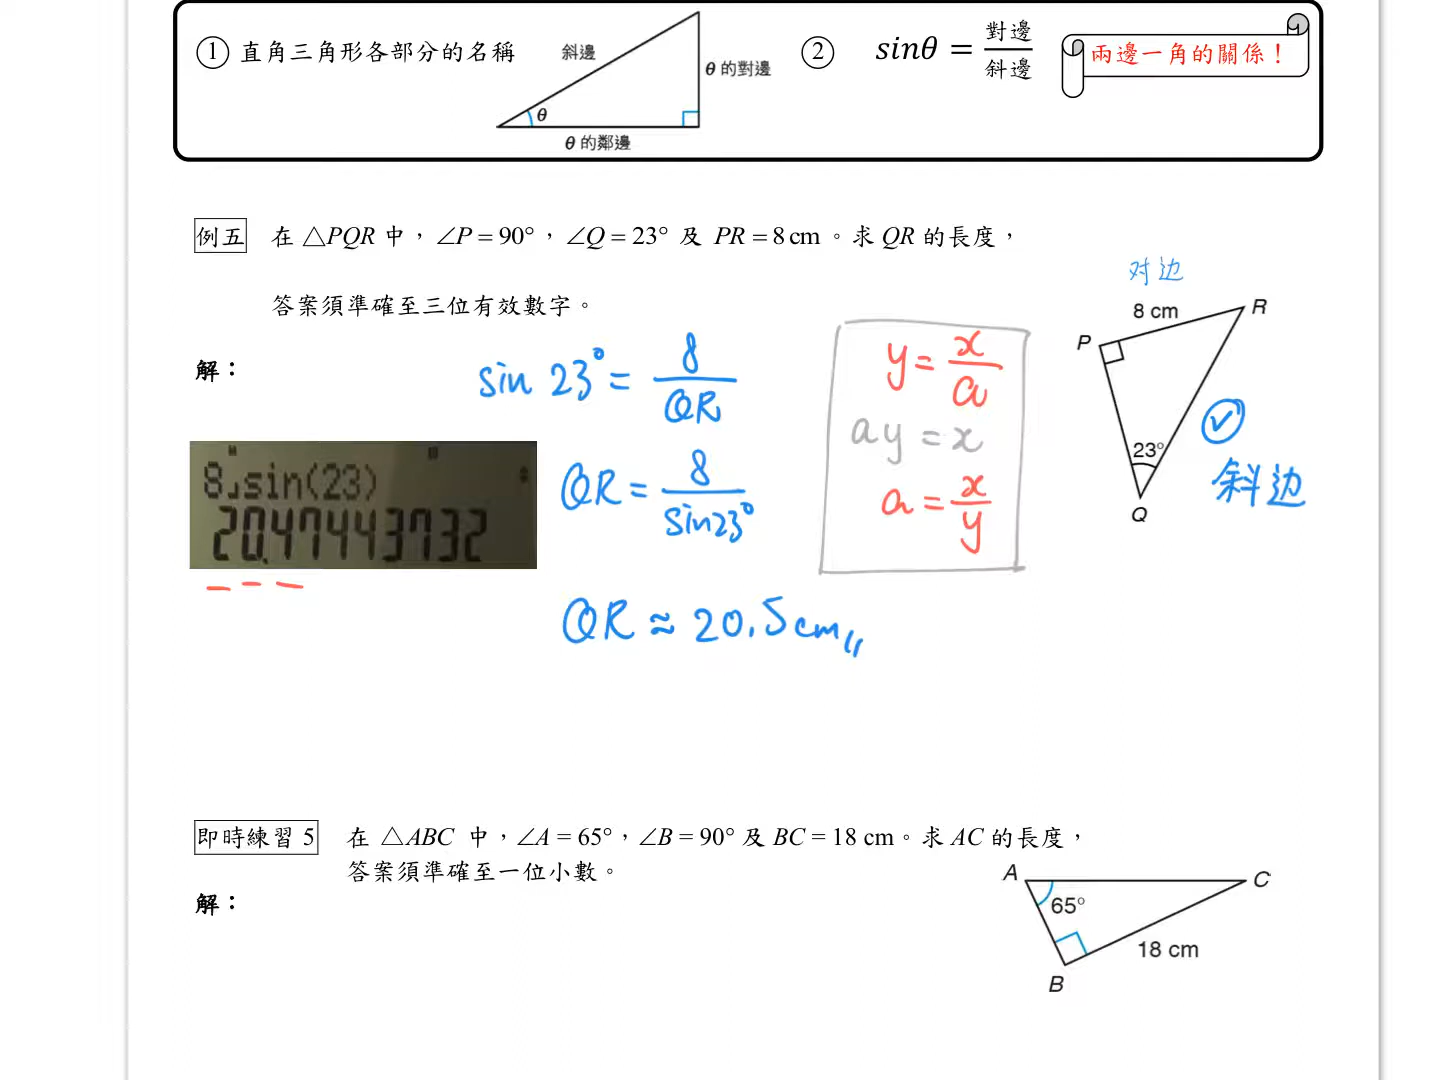 ① 直角三角形各部分的名稱
斜邊
θ 的對邊
θ
θ 的鄰邊
② sinθ = 對邊/斜邊
兩邊一角的關係！
例五 在 △PQR 中，∠P = 90°，∠Q = 23° 及 PR = 8 cm。求 QR 的長度，
答案須準確至三位有效數字。
对边
8 cm
R
P
23°
Q
斜边
解：
sin 23° = 8/QR
QR = 8/sin23°
QR ≈ 20.5cm
8⌟sin(23)
20.47443732
y = x/a
ay = x
a = x/y
即時練習 5 在 △ABC 中，∠A = 65°，∠B = 90° 及 BC = 18 cm。求 AC 的長度，
答案須準確至一位小數。
解：
A
C
65°
18 cm
B